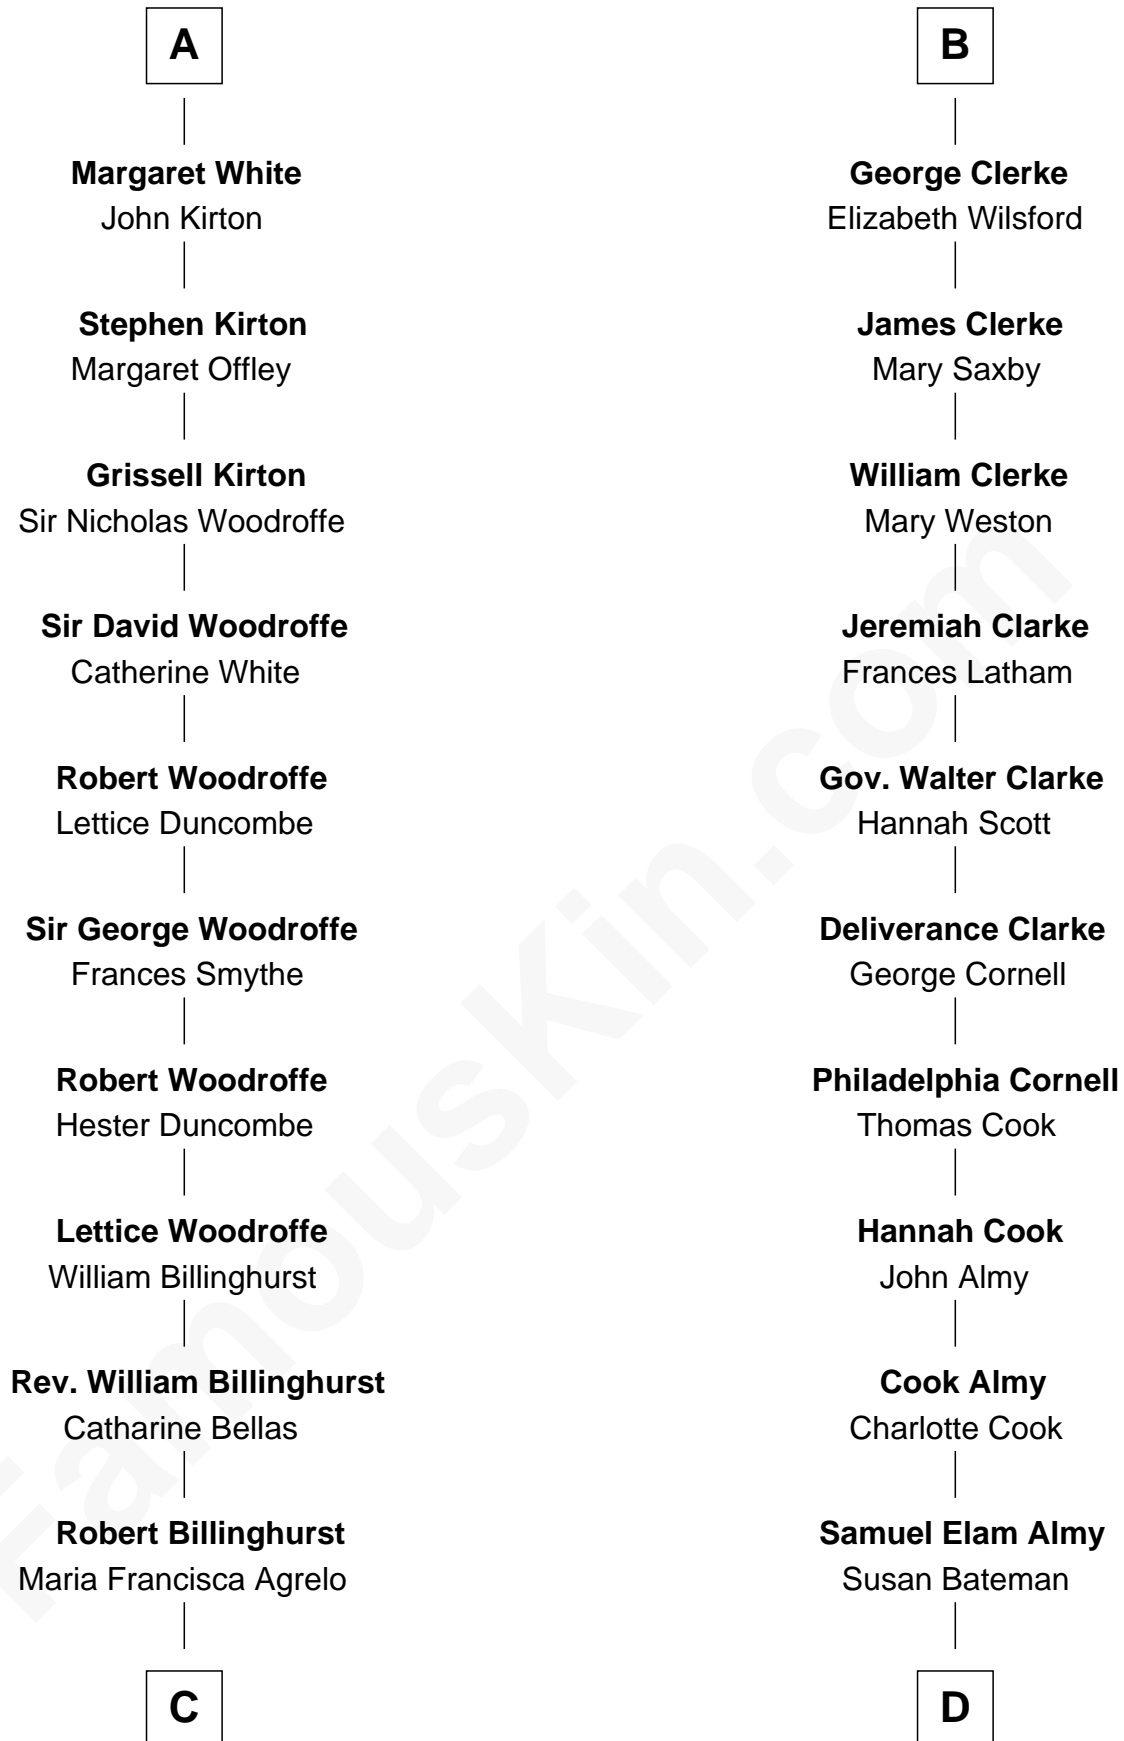 A
Margaret White
John Kirton
Stephen Kirton
Margaret Offley
Grissell Kirton
Sir Nicholas Woodroffe
Sir David Woodroffe
Catherine White
Robert Woodroffe
Lettice Duncombe
Sir George Woodroffe
Frances Smythe
Robert Woodroffe
Hester Duncombe
Lettice Woodroffe
William Billinghurst
Rev. William Billinghurst
Catharine Bellas
Robert Billinghurst
Maria Francisca Agrelo
C
B
George Clerke
Elizabeth Wilsford
James Clerke
Mary Saxby
William Clerke
Mary Weston
Jeremiah Clarke
Frances Latham
Gov. Walter Clarke
Hannah Scott
Deliverance Clarke
George Cornell
Philadelphia Cornell
Thomas Cook
Hannah Cook
John Almy
Cook Almy
Charlotte Cook
Samuel Elam Almy
Susan Bateman
D
FamousKin.com